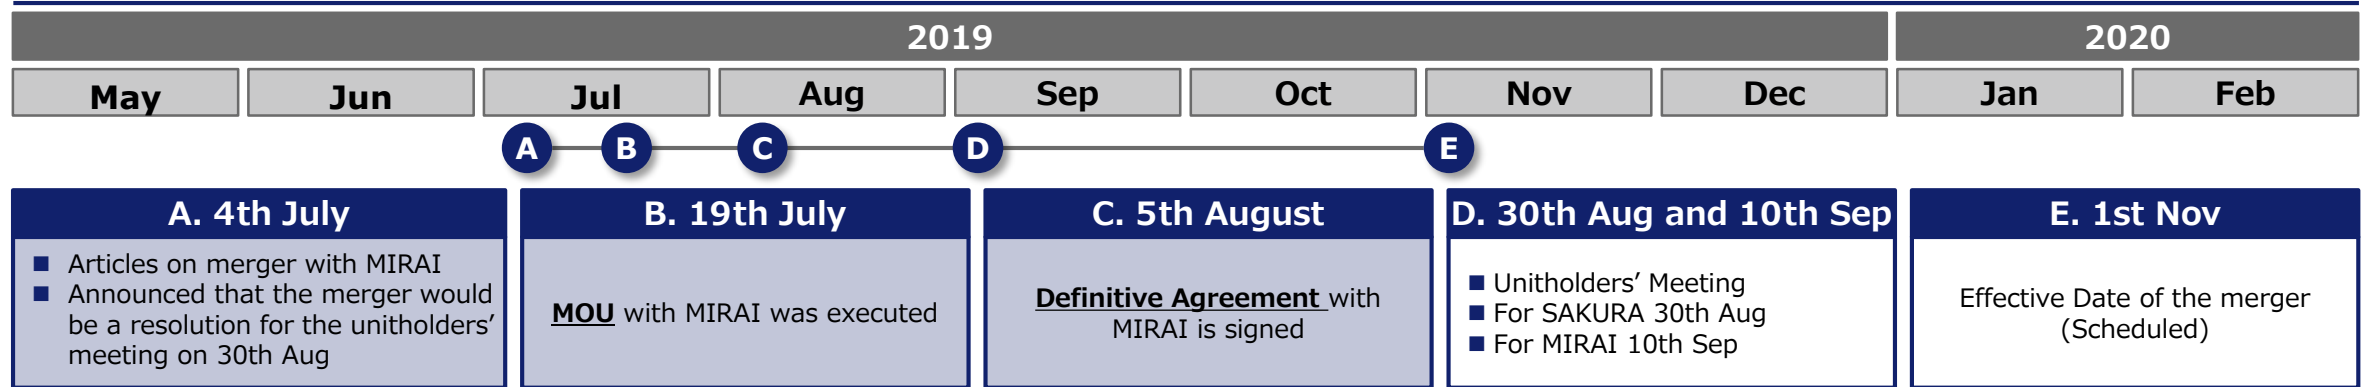 2019
2020
May
Jun
Jul
Aug
Sep
Oct
Nov
Dec
Jan
Feb
A
B
C
D
E
A. 4th July
■ Articles on merger with MIRAI
■ Announced that the merger would
be a resolution for the unitholders’
meeting on 30th Aug
B. 19th July
MOU with MIRAI was executed
C. 5th August
Definitive Agreement with
MIRAI is signed
D. 30th Aug and 10th Sep
■ Unitholders’ Meeting
■ For SAKURA 30th Aug
■ For MIRAI 10th Sep
E. 1st Nov
Effective Date of the merger
(Scheduled)